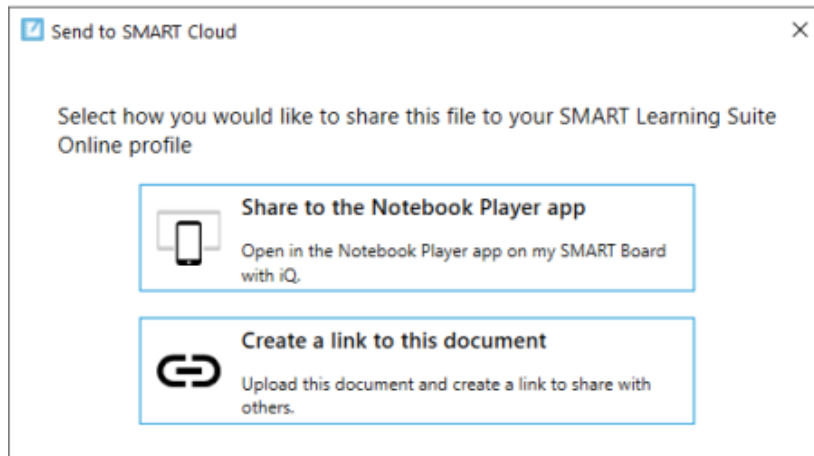 Send to SMART Cloud
Select how you would like to share this file to your SMART Learning Suite
Online profile
Share to the Notebook Player app
Open in the Notebook Player app on my SMART Board
with iQ.
Create a link to this document
Upload this document and create a link to share with
others.